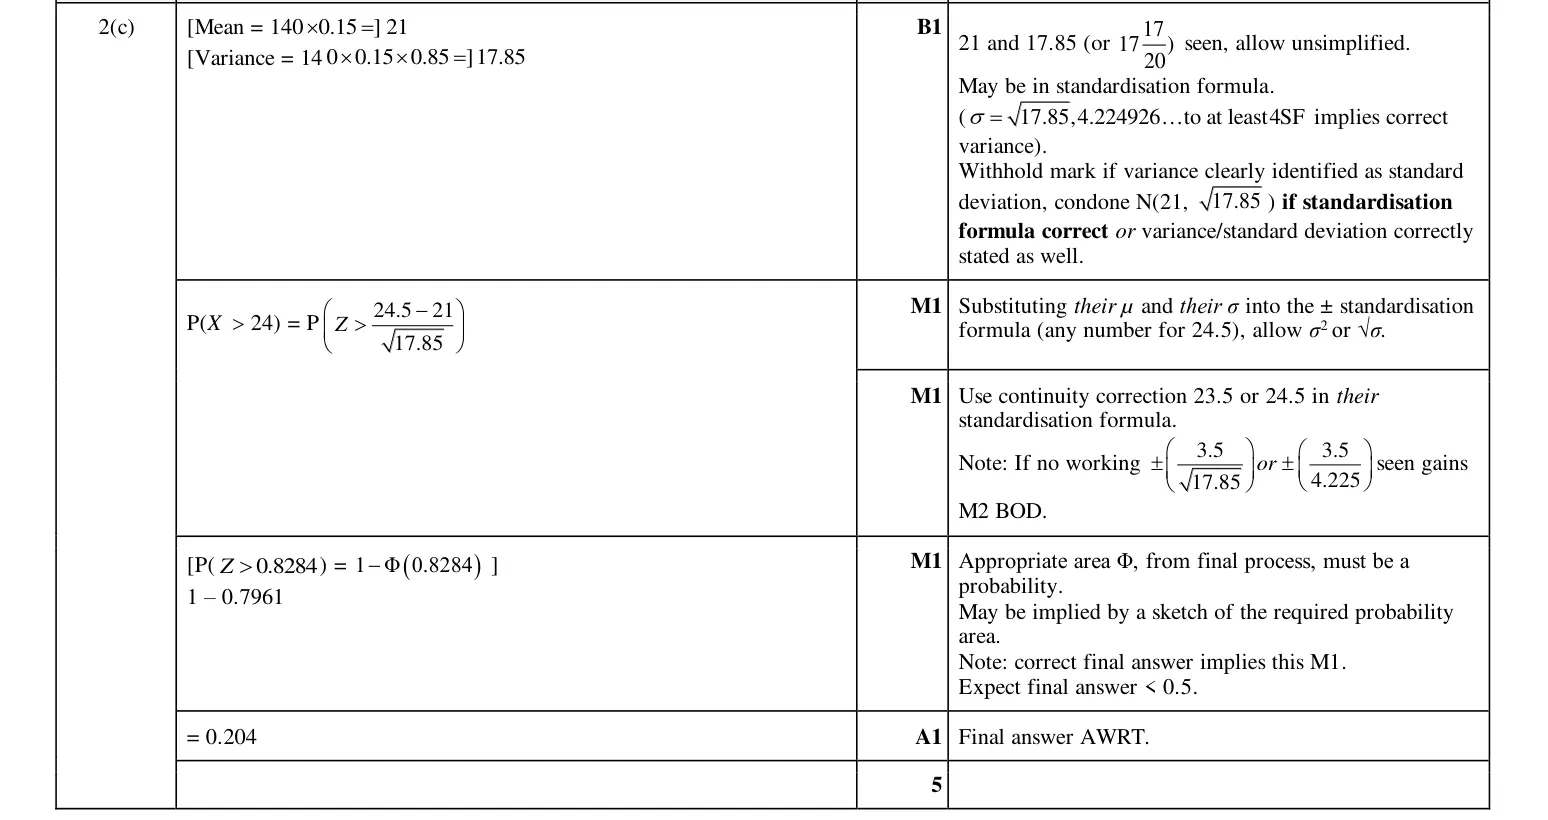 2(c)
[Mean = 140×0.15 =] 21
[Variance = 14 0×0.15×0.85 =] 17.85
B1
21 and 17.85 (or 17 17/20) seen, allow unsimplified.
May be in standardisation formula.
( σ = √17.85, 4.224926…to at least 4SF implies correct
variance).
Withhold mark if variance clearly identified as standard
deviation, condone N(21, √17.85 ) if standardisation
formula correct or variance/standard deviation correctly
stated as well.
P(X > 24) = P( Z > (24.5 − 21)/√17.85 )
M1
Substituting their μ and their σ into the ± standardisation
formula (any number for 24.5), allow σ² or √σ.
M1
Use continuity correction 23.5 or 24.5 in their
standardisation formula.
Note: If no working ±( 3.5/√17.85 ) or ±( 3.5/4.225 ) seen gains
M2 BOD.
[P( Z > 0.8284) = 1 − Φ(0.8284) ]
1 – 0.7961
M1
Appropriate area Φ, from final process, must be a
probability.
May be implied by a sketch of the required probability
area.
Note: correct final answer implies this M1.
Expect final answer < 0.5.
= 0.204
A1
Final answer AWRT.
5